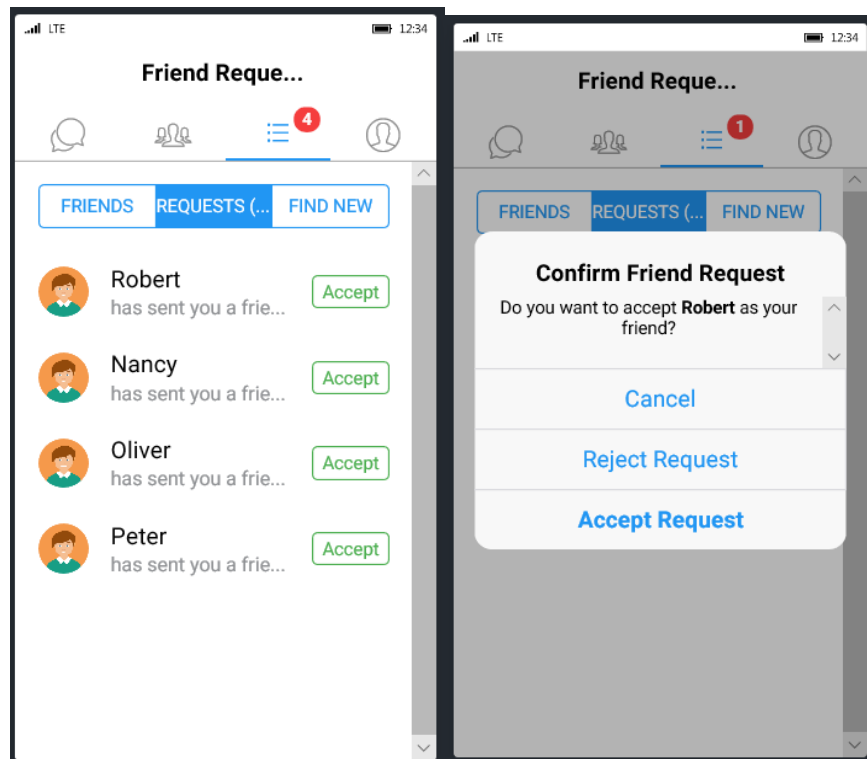 LTE 12:34
Friend Reque...
4
FRIENDS REQUESTS (... FIND NEW
Robert
has sent you a frie...
Accept
Nancy
has sent you a frie...
Accept
Oliver
has sent you a frie...
Accept
Peter
has sent you a frie...
Accept
LTE 12:34
Friend Reque...
1
FRIENDS REQUESTS (... FIND NEW
Confirm Friend Request
Do you want to accept Robert as your
friend?
Cancel
Reject Request
Accept Request